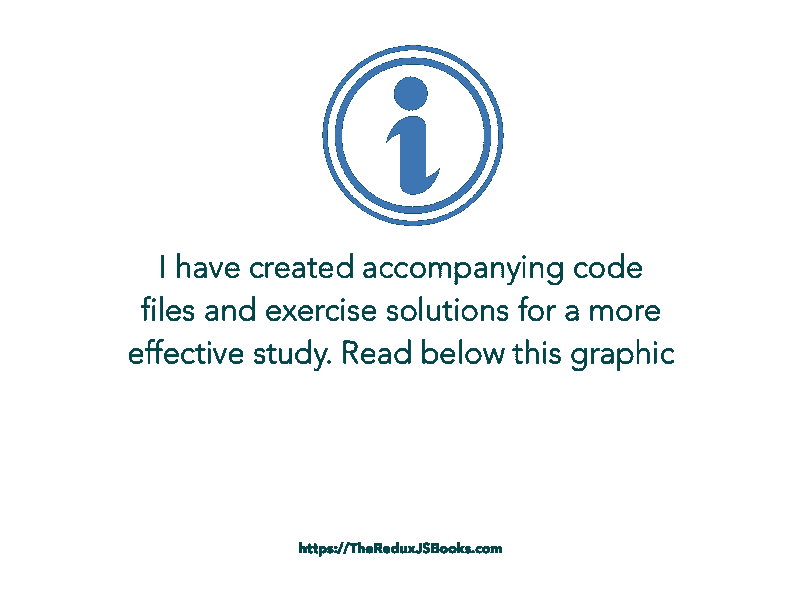 I have created accompanying code
files and exercise solutions for a more
effective study. Read below this graphic
https://TheReduxJSBooks.com